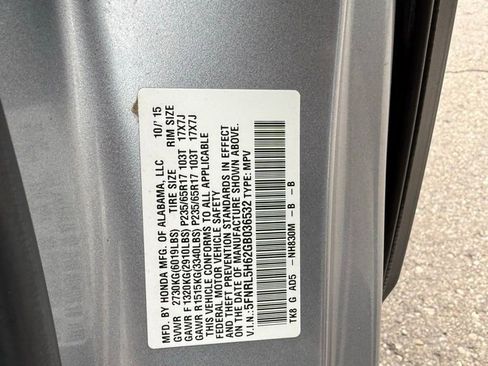 MFD. BY HONDA MFG. OF ALABAMA, LLC 10/'15
GVWR 2730KG(6019LBS) TIRE SIZE RIM SIZE
GAWR F 1320KG(2910LBS) P235/65R17 103T 17X7J
GAWR R1515KG(3340LBS) P235/65R17 103T 17X7J
THIS VEHICLE CONFORMS TO ALL APPLICABLE
FEDERAL MOTOR VEHICLE SAFETY
AND THEFT PREVENTION STANDARDS IN EFFECT
ON THE DATE OF MANUFACTURE SHOWN ABOVE.
V.I.N.: 5FNRL5H62GB036532 TYPE: MPV
TK8 G AD5 -NH830M - B - B